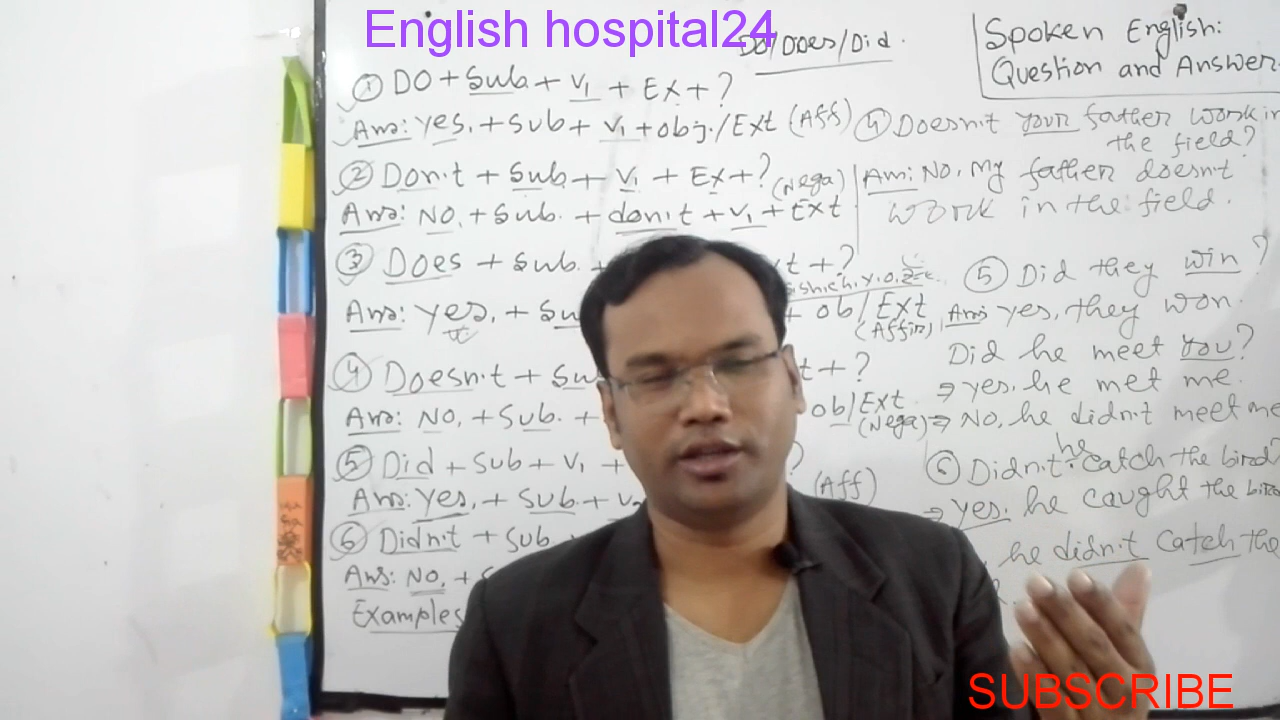 English hospital24
Do/Does/Did.
Spoken English:
Question and Answer
① DO + Sub + V1 + Ex + ?
Ans: Yes, + Sub + V1 + obj./Ext (Aff)
② Don't + Sub + V1 + Ex + ? (Nega)
Ans: NO, + Sub. + don't + V1 + Ext
③ Does + Sub. + t + ?
Ans: Yes, + Su + ob/Ext
(Affir)
④ Doesn't + Su t + ?
Ans: NO, + Sub. + ob/Ext
(Nega)
⑤ Did + Sub + V1 + ?
Ans: Yes, + Sub + V2 (Aff)
⑥ Didn't + Sub
Ans: NO, +
Examples
④ Doesn't your father work in
the field?
Ans: NO, My father doesn't
work in the field.
⑤ Did they win?
Ans Yes, they won.
Did he meet you?
⇒ Yes, he met me.
⇒ No, he didn't meet me
⑥ Didn't he catch the bird?
⇒ Yes, he caught the
he didn't catch the
SUBSCRIBE